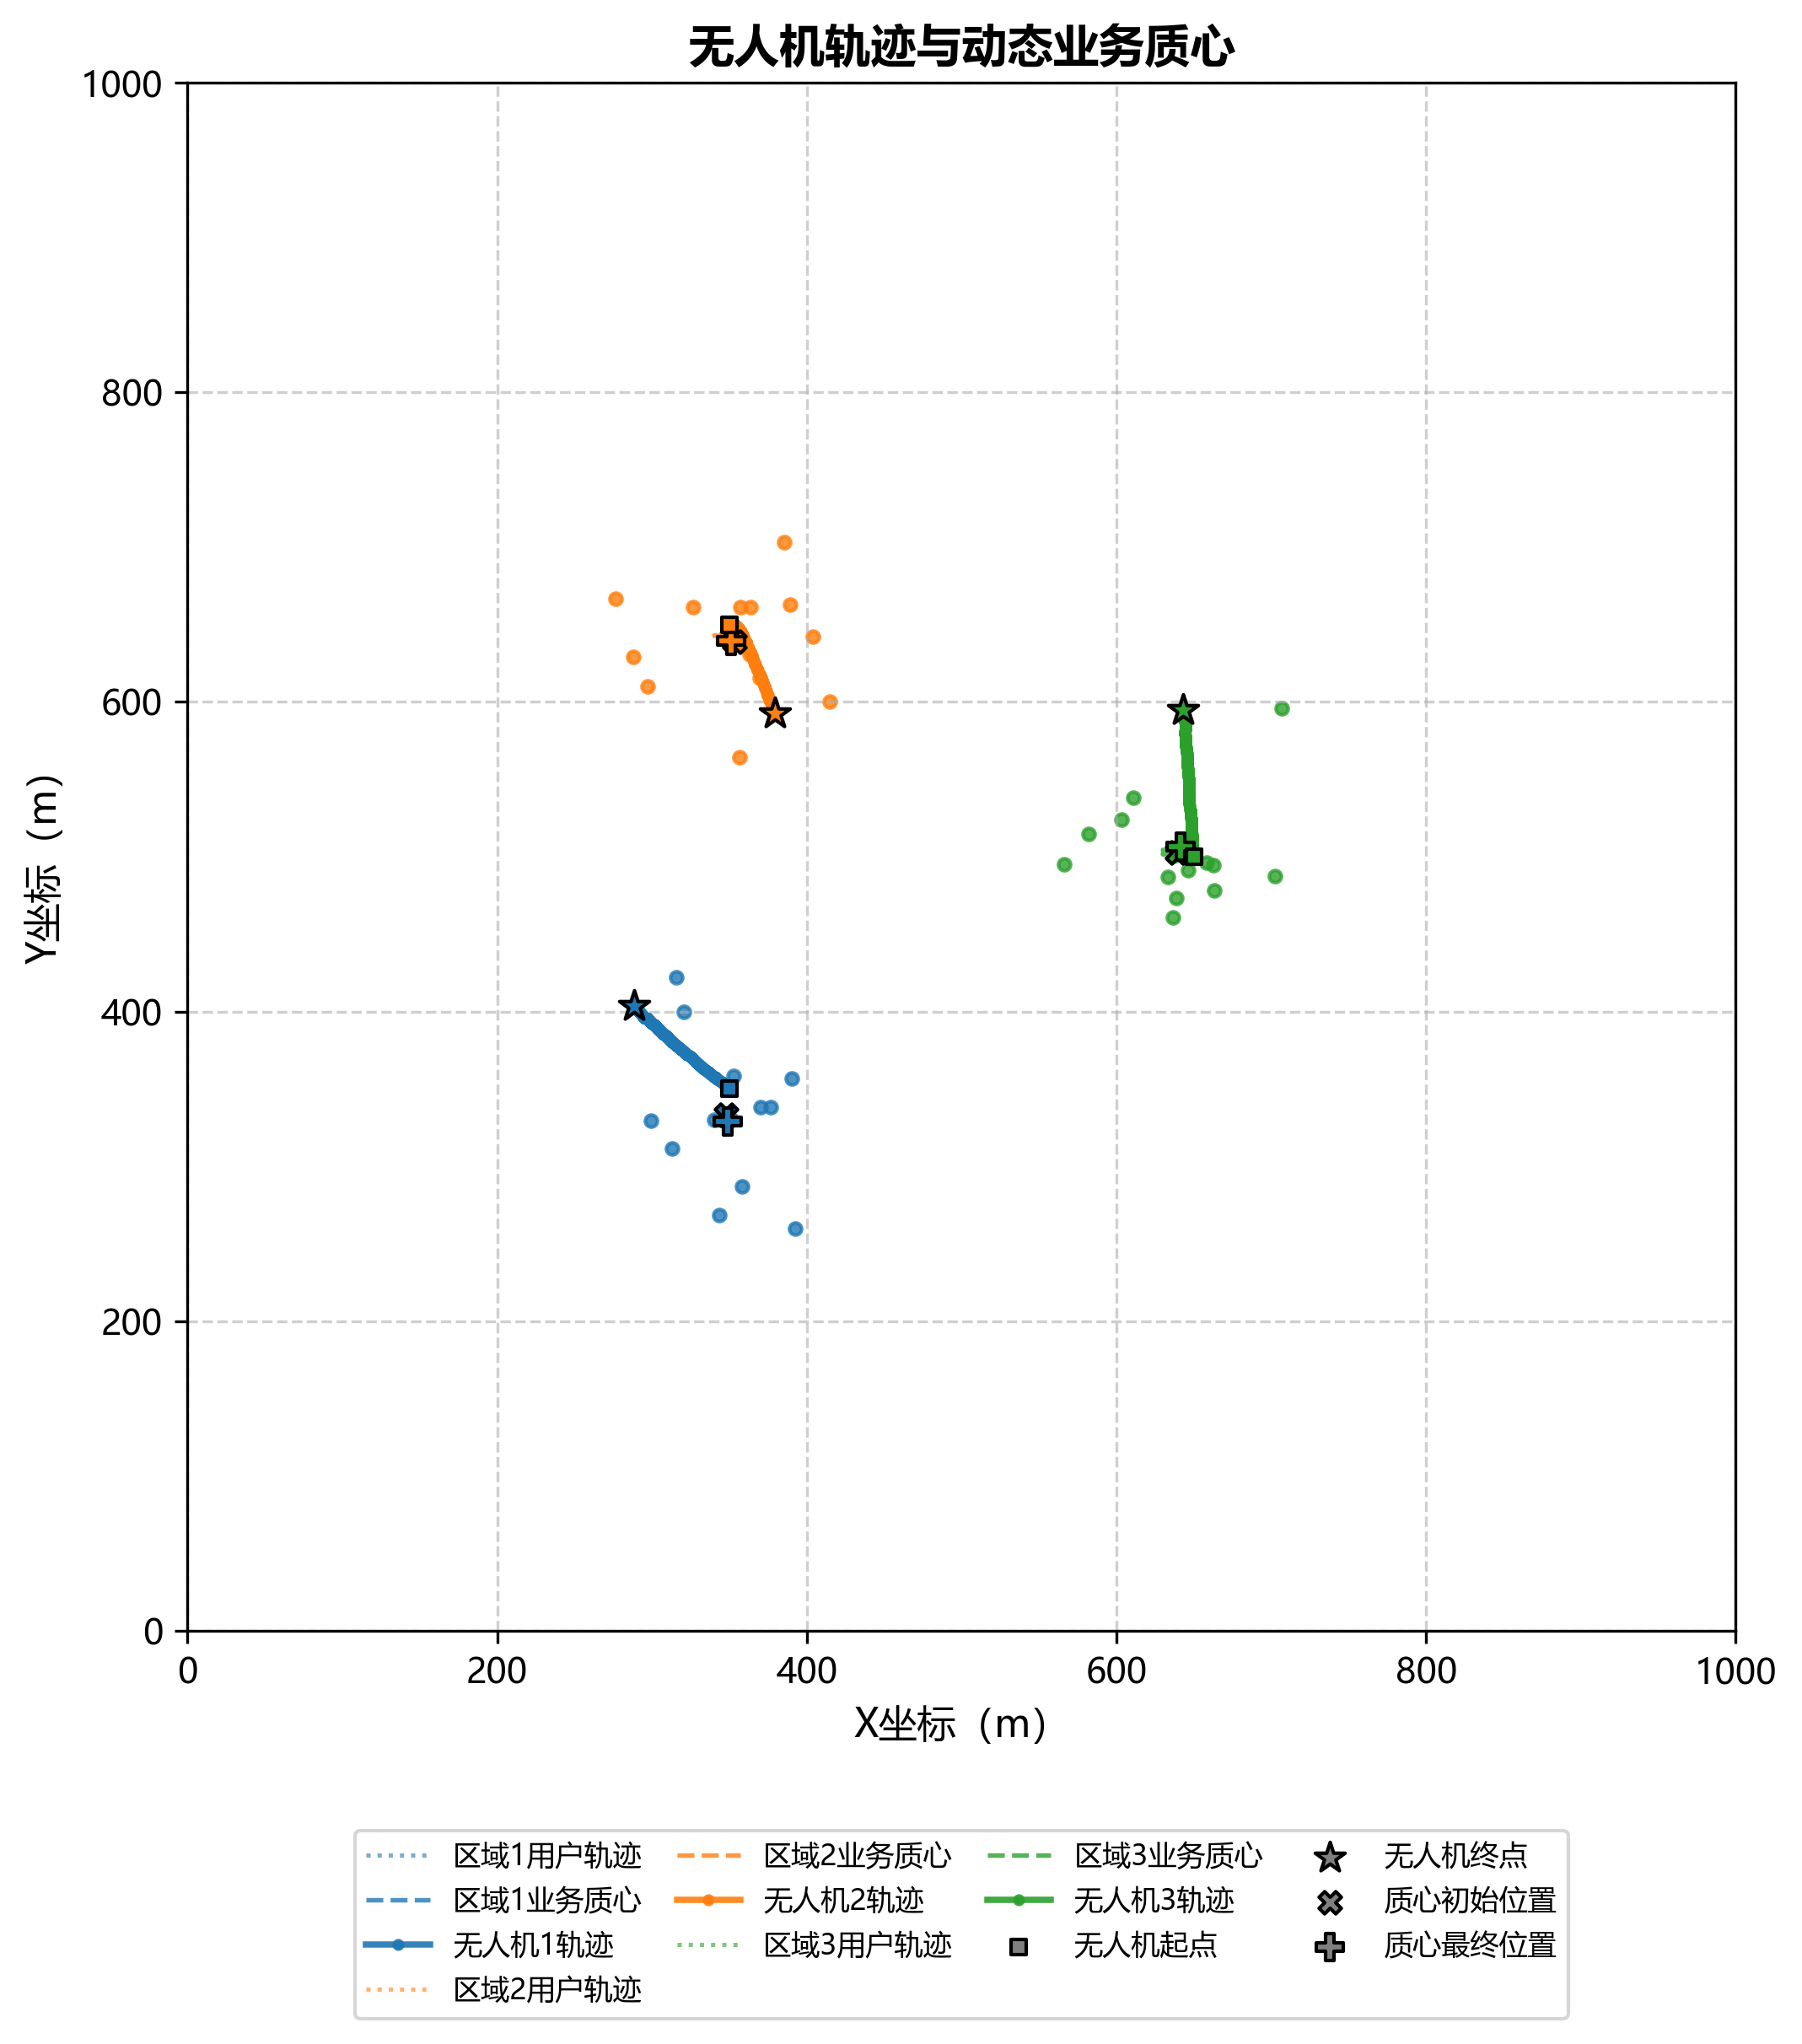 无人机轨迹与动态业务质心
1000
800
600
400
200
0
Y坐标（m）
0 200 400 600 800 1000
X坐标（m）
区域1用户轨迹
区域1业务质心
无人机1轨迹
区域2用户轨迹
区域2业务质心
无人机2轨迹
区域3用户轨迹
区域3业务质心
无人机3轨迹
无人机起点
无人机终点
质心初始位置
质心最终位置